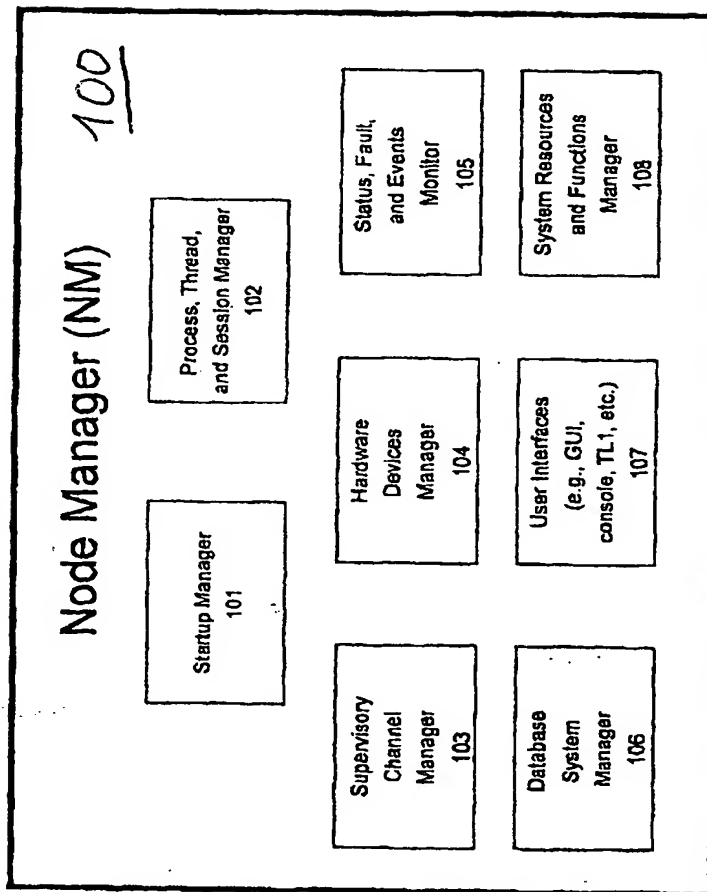 Node Manager (NM)
100
Startup Manager
101
Process, Thread,
and Session Manager
102
Supervisory
Channel
Manager
103
Hardware
Devices
Manager
104
Status, Fault,
and Events
Monitor
105
Database
System
Manager
106
User Interfaces
(e.g., GUI,
console, TL1, etc.)
107
System Resources
and Functions
Manager
108